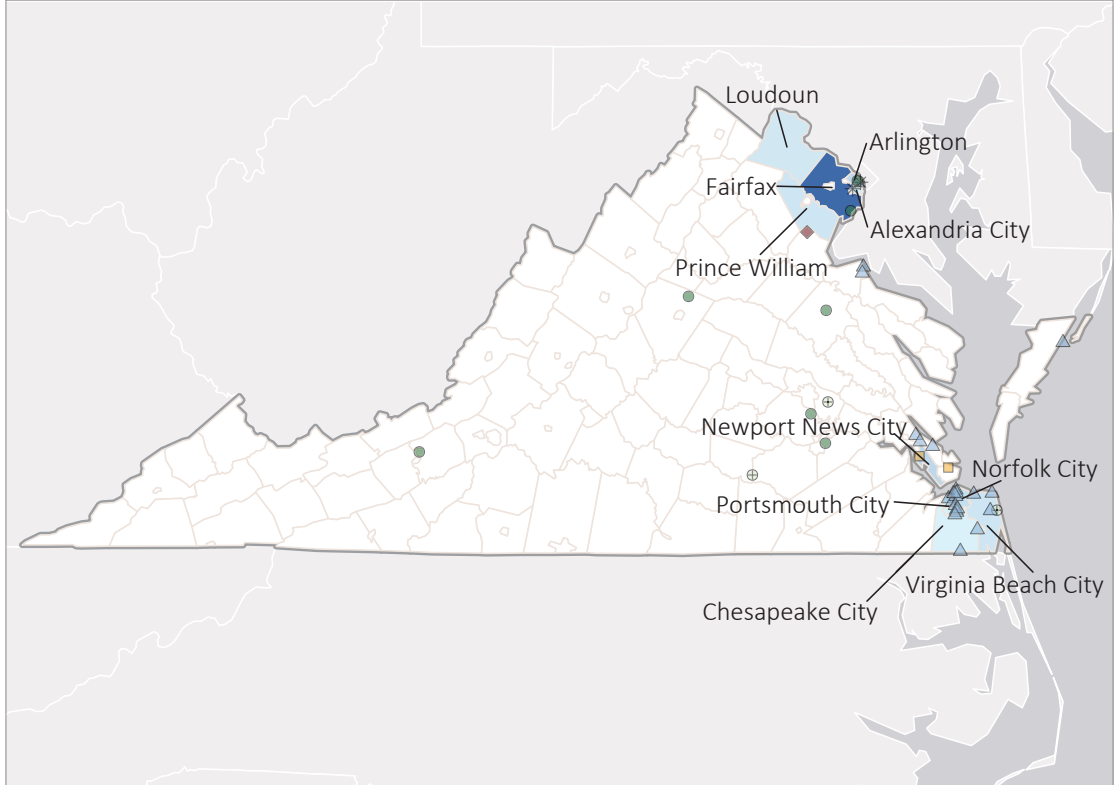 Loudoun
Arlington
Fairfax
Alexandria City
Prince William
Newport News City
Norfolk City
Portsmouth City
Virginia Beach City
Chesapeake City